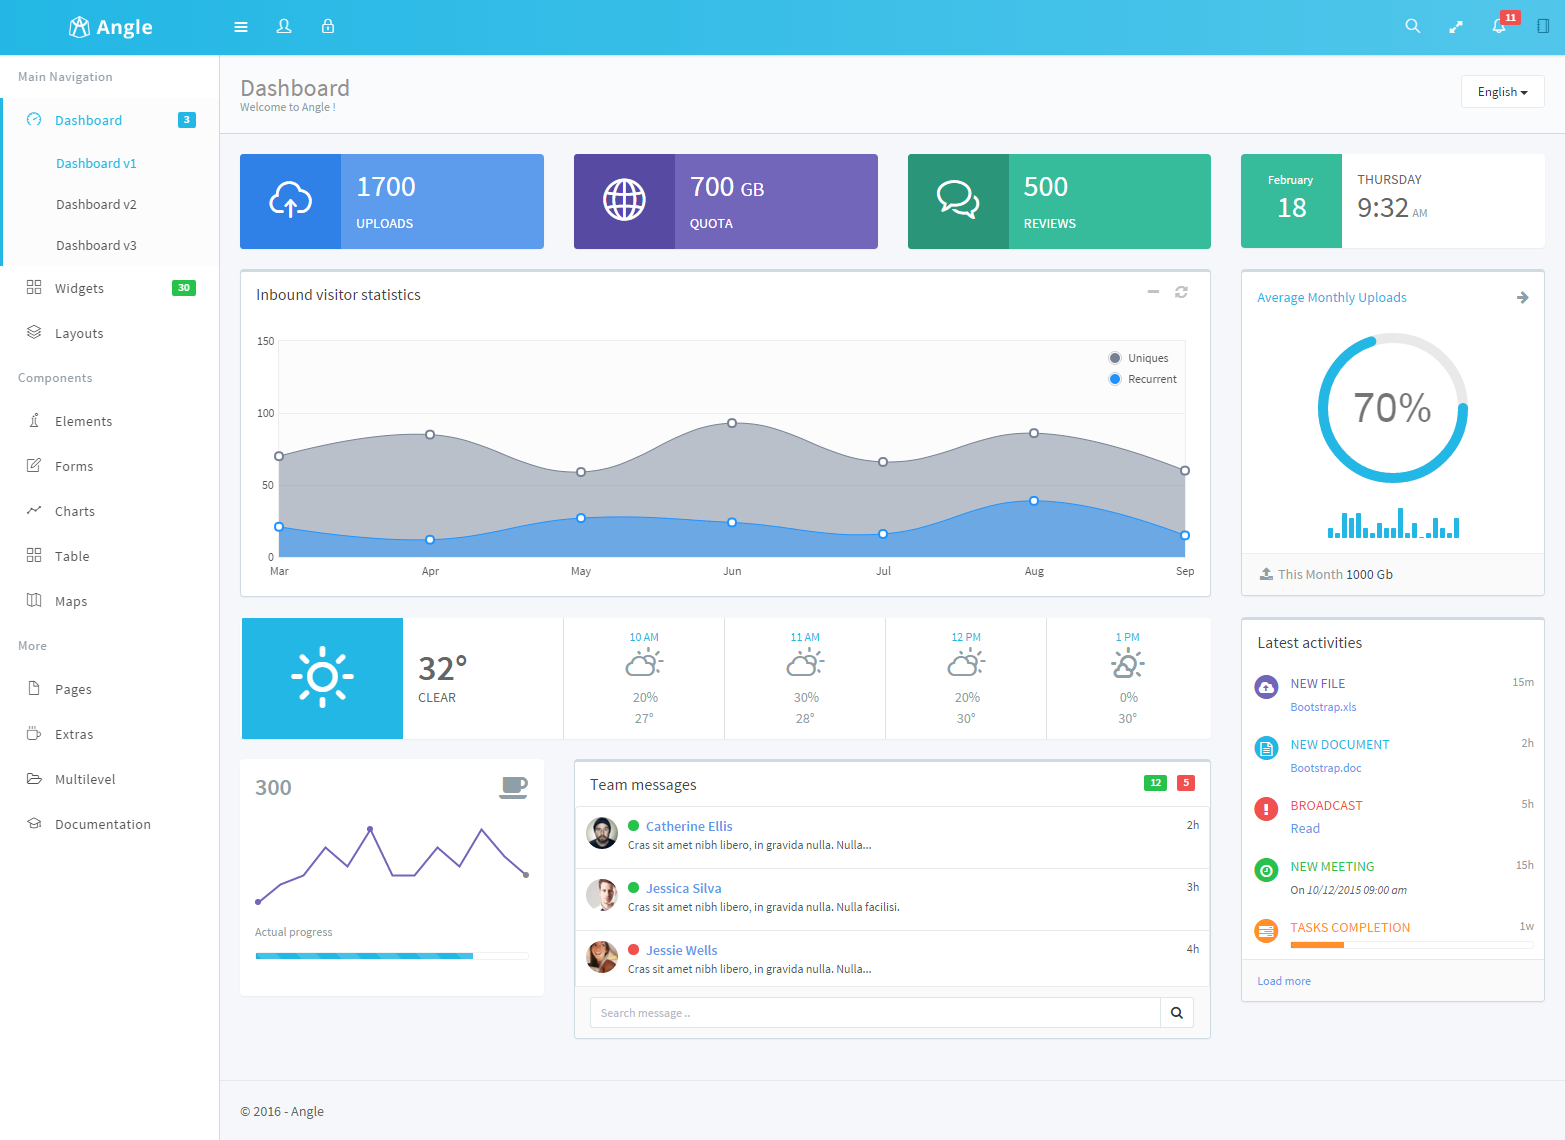 Angle
11
Main Navigation
Dashboard
3
Dashboard v1
Dashboard v2
Dashboard v3
Widgets
30
Layouts
Components
Elements
Forms
Charts
Table
Maps
More
Pages
Extras
Multilevel
Documentation
Dashboard
Welcome to Angle !
English
1700
UPLOADS
700 GB
QUOTA
500
REVIEWS
February
18
THURSDAY
9:32 AM
Inbound visitor statistics
150
100
50
0
Uniques
Recurrent
Mar Apr May Jun Jul Aug Sep
Average Monthly Uploads
70%
This Month 1000 Gb
32°
CLEAR
10 AM
20%
27°
11 AM
30%
28°
12 PM
20%
30°
1 PM
0%
30°
300
Actual progress
Team messages
12 5
Catherine Ellis 2h
Cras sit amet nibh libero, in gravida nulla. Nulla...
Jessica Silva 3h
Cras sit amet nibh libero, in gravida nulla. Nulla facilisi.
Jessie Wells 4h
Cras sit amet nibh libero, in gravida nulla. Nulla...
Search message ..
Latest activities
NEW FILE 15m
Bootstrap.xls
NEW DOCUMENT 2h
Bootstrap.doc
BROADCAST 5h
Read
NEW MEETING 15h
On 10/12/2015 09:00 am
TASKS COMPLETION 1w
Load more
© 2016 - Angle